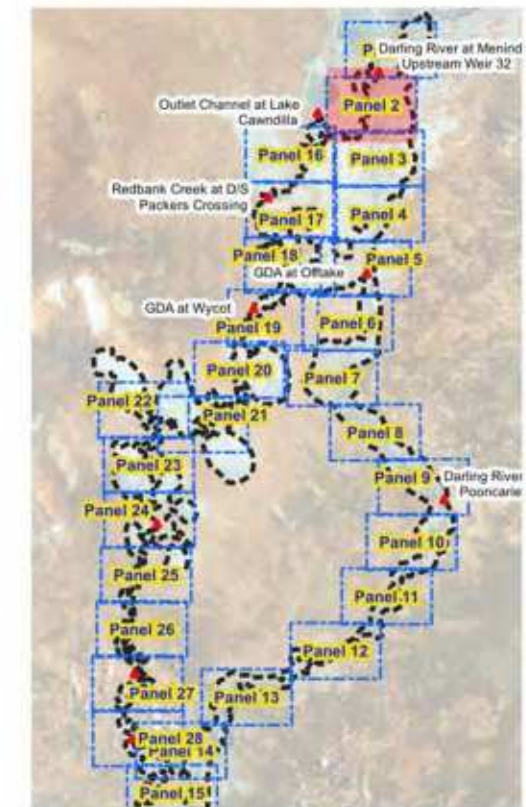 P
Darling River at Menind
Upstream Weir 32
Panel 2
Outlet Channel at Lake
Cawndilla
Panel 16
Panel 3
Redbank Creek at D/S
Packers Crossing
Panel 17
Panel 4
Panel 18
Panel 5
GDA at Offtake
GDA at Wycot
Panel 19
Panel 6
Panel 20
Panel 7
Panel 22
Panel 21
Panel 8
Panel 23
Panel 9
Darling River
Pooncarie
Panel 24
Panel 10
Panel 25
Panel 11
Panel 26
Panel 12
Panel 27
Panel 13
Panel 28
Panel 14
Panel 15